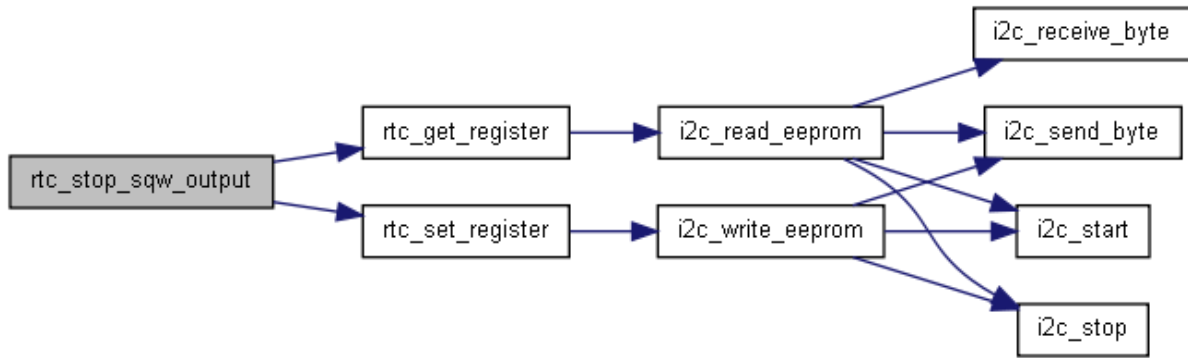 i2c_receive_byte
rtc_get_register
i2c_read_eeprom
i2c_send_byte
rtc_stop_sqw_output
rtc_set_register
i2c_write_eeprom
i2c_start
i2c_stop